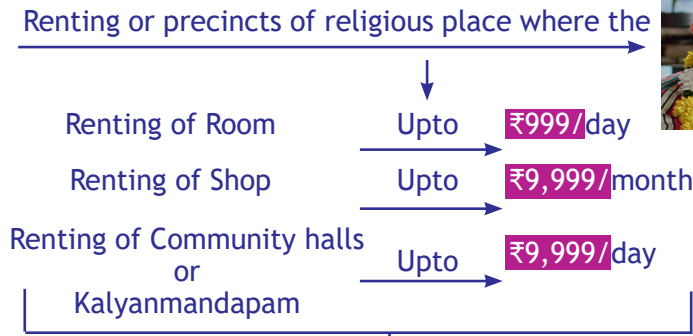 Renting or precincts of religious place where the
Renting of Room Upto ₹999/day
Renting of Shop Upto ₹9,999/month
Renting of Community halls
or
Kalyanmandapam Upto ₹9,999/day